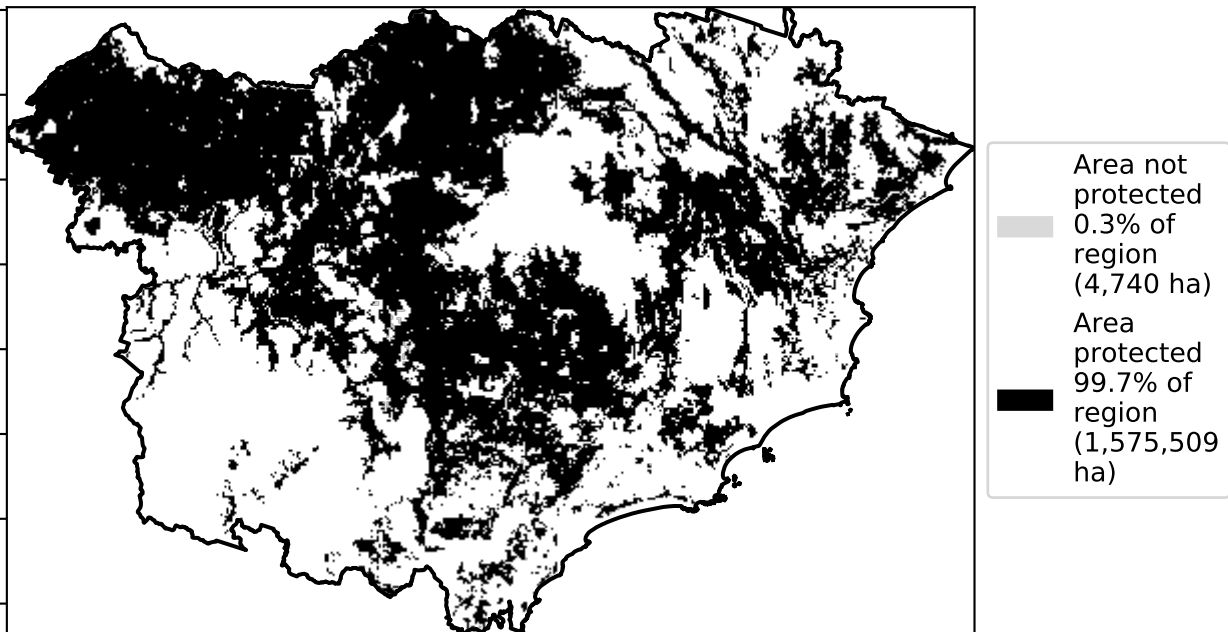 Area not
protected
0.3% of
region
(4,740 ha)
Area
protected
99.7% of
region
(1,575,509
ha)